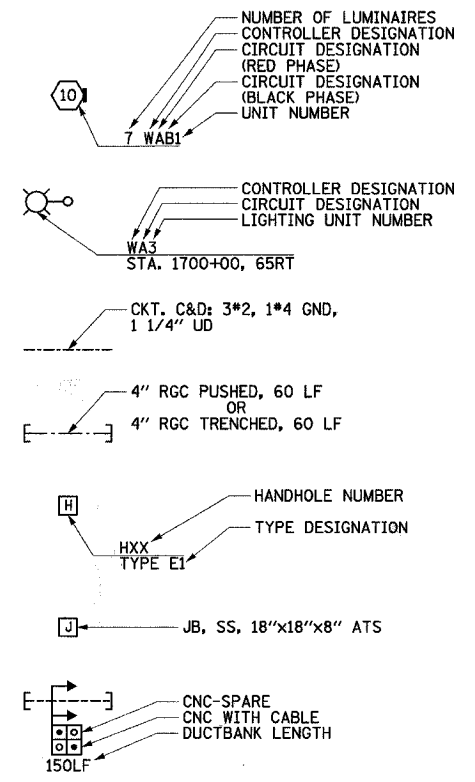 NUMBER OF LUMINAIRES
CONTROLLER DESIGNATION
CIRCUIT DESIGNATION
(RED PHASE)
CIRCUIT DESIGNATION
(BLACK PHASE)
UNIT NUMBER
10
7 WAB1
CONTROLLER DESIGNATION
CIRCUIT DESIGNATION
LIGHTING UNIT NUMBER
WA3
STA. 1700+00, 65RT
CKT. C&D: 3#2, 1#4 GND,
1 1/4" UD
4" RGC PUSHED, 60 LF
OR
4" RGC TRENCHED, 60 LF
HANDHOLE NUMBER
H
TYPE DESIGNATION
HXX
TYPE E1
J
JB, SS, 18"x18"x8" ATS
CNC-SPARE
CNC WITH CABLE
DUCTBANK LENGTH
150LF